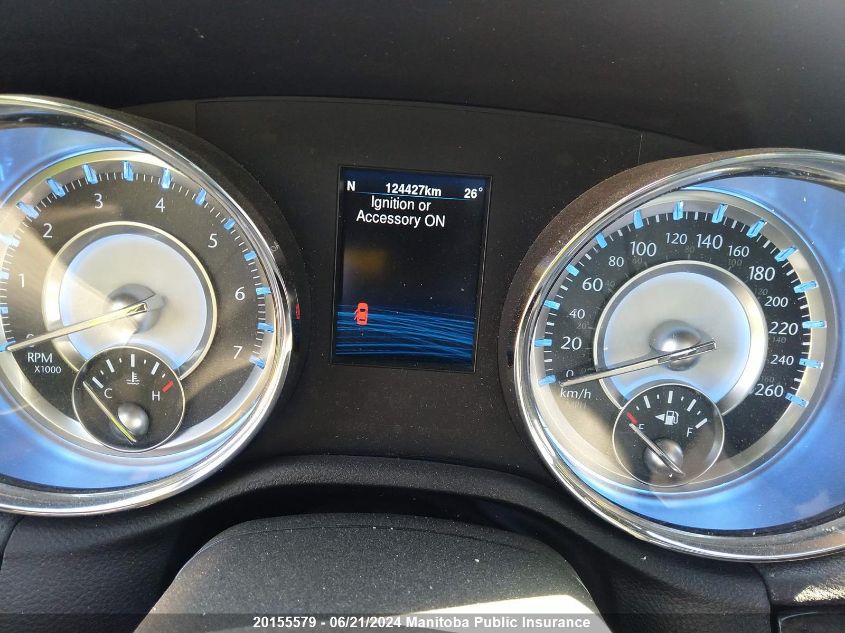 N 124427km 26°
Ignition or
Accessory ON
1 2 3 4 5 6 7
RPM
X1000
C H
0 20 40 60 80 100 120 140 160 180 200 220 240 260
km/h
E F
20155579 - 06/21/2024 Manitoba Public Insurance